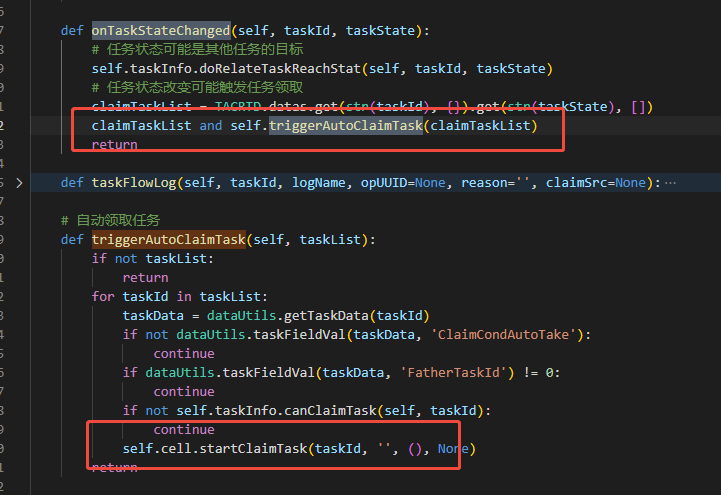 def onTaskStateChanged(self, taskId, taskState):
# 任务状态可能是其他任务的目标
self.taskInfo.doRelateTaskReachStat(self, taskId, taskState)
# 任务状态改变可能触发任务领取
claimTaskList = TACRID.datas.get(str(taskId), {}).get(str(taskState), [])
claimTaskList and self.triggerAutoClaimTask(claimTaskList)
return
def taskFlowLog(self, taskId, logName, opUUID=None, reason='', claimSrc=None):…
# 自动领取任务
def triggerAutoClaimTask(self, taskList):
if not taskList:
return
for taskId in taskList:
taskData = dataUtils.getTaskData(taskId)
if not dataUtils.taskFieldVal(taskData, 'ClaimCondAutoTake'):
continue
if dataUtils.taskFieldVal(taskData, 'FatherTaskId') != 0:
continue
if not self.taskInfo.canClaimTask(self, taskId):
continue
self.cell.startClaimTask(taskId, '', (), None)
return